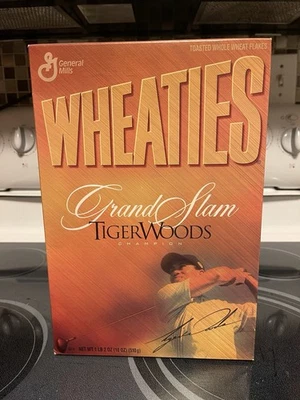 General
Mills
TOASTED WHOLE WHEAT FLAKES
WHEATIES
Grand Slam
TIGER WOODS
CHAMPION
NET WT 1 LB 2 OZ (18 OZ) (510g)